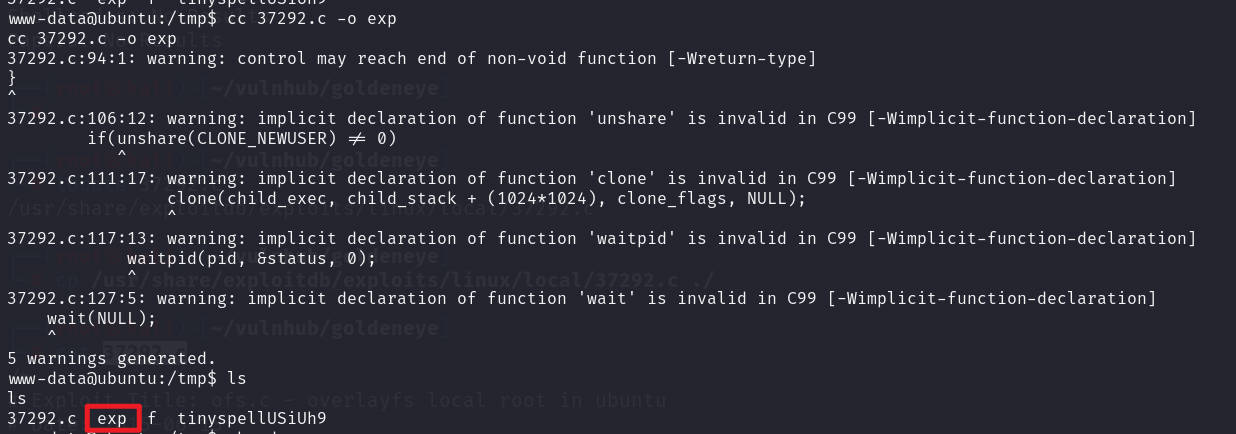 37292.c exp f tinyspellUSiUh9
www-data@ubuntu:/tmp$ cc 37292.c -o exp
cc 37292.c -o exp
37292.c:94:1: warning: control may reach end of non-void function [-Wreturn-type]
}
^
37292.c:106:12: warning: implicit declaration of function 'unshare' is invalid in C99 [-Wimplicit-function-declaration]
        if(unshare(CLONE_NEWUSER) != 0)
           ^
37292.c:111:17: warning: implicit declaration of function 'clone' is invalid in C99 [-Wimplicit-function-declaration]
                clone(child_exec, child_stack + (1024*1024), clone_flags, NULL);
                ^
37292.c:117:13: warning: implicit declaration of function 'waitpid' is invalid in C99 [-Wimplicit-function-declaration]
            waitpid(pid, &status, 0);
            ^
37292.c:127:5: warning: implicit declaration of function 'wait' is invalid in C99 [-Wimplicit-function-declaration]
    wait(NULL);
    ^
5 warnings generated.
www-data@ubuntu:/tmp$ ls
ls
37292.c exp f tinyspellUSiUh9